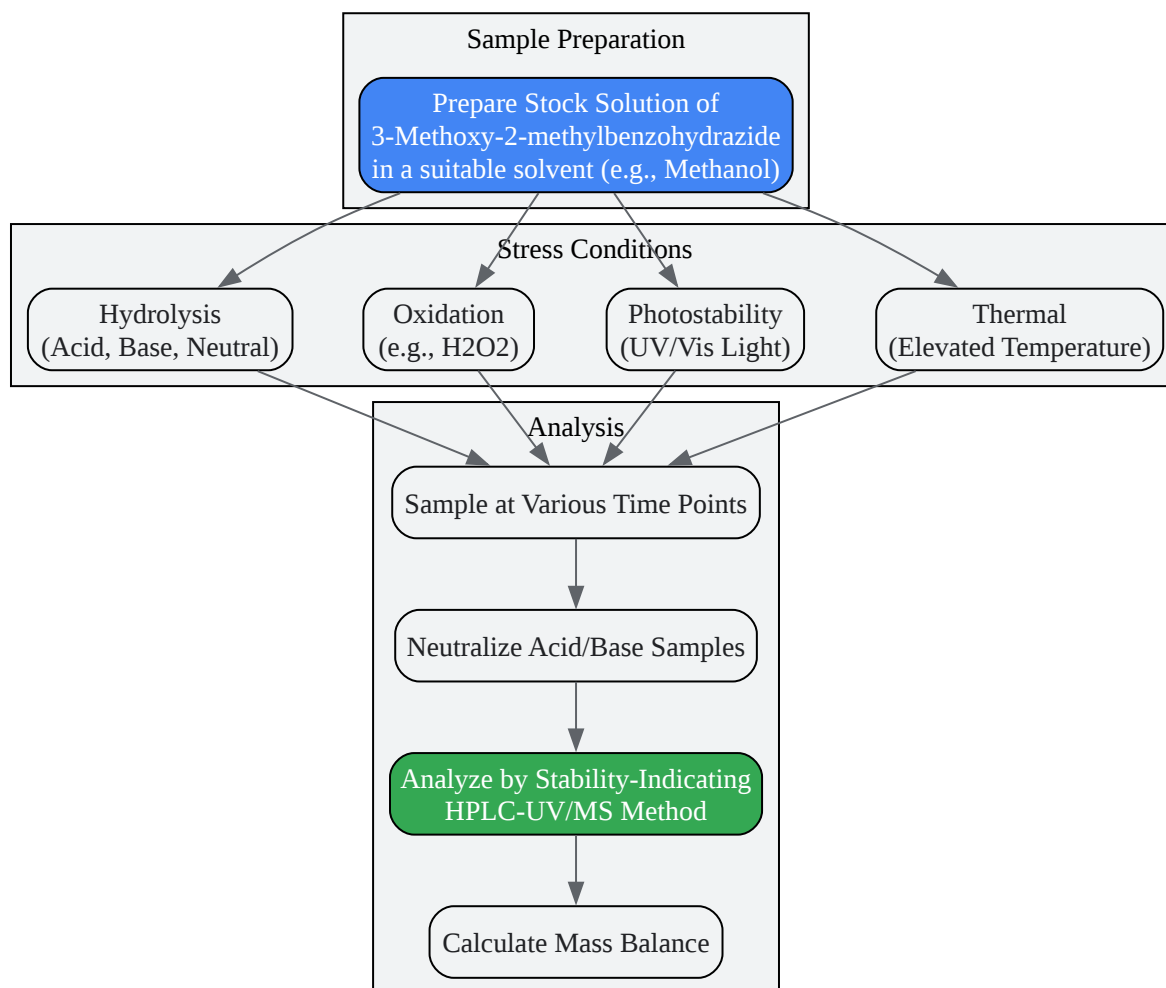 Sample Preparation
Prepare Stock Solution of
3-Methoxy-2-methylbenzohydrazide
in a suitable solvent (e.g., Methanol)
Stress Conditions
Hydrolysis
(Acid, Base, Neutral)
Oxidation
(e.g., H2O2)
Photostability
(UV/Vis Light)
Thermal
(Elevated Temperature)
Analysis
Sample at Various Time Points
Neutralize Acid/Base Samples
Analyze by Stability-Indicating
HPLC-UV/MS Method
Calculate Mass Balance